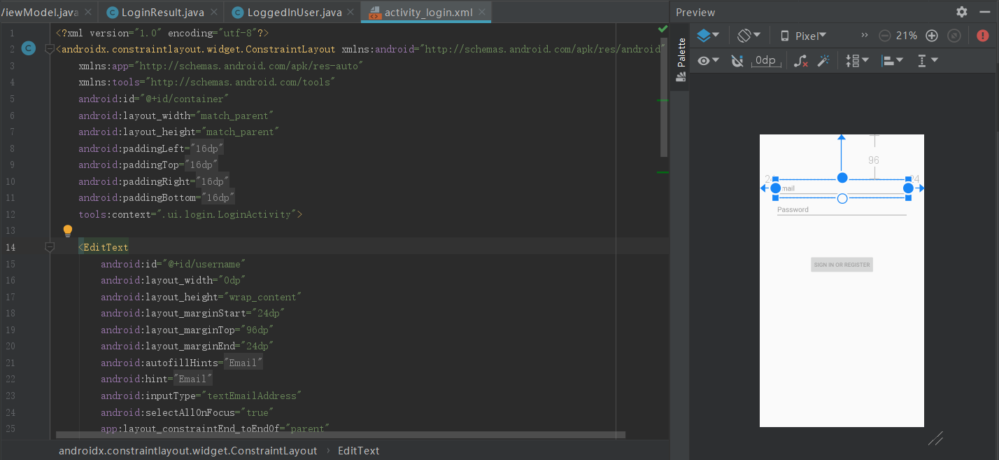 ViewModel.java
LoginResult.java
LoggedInUser.java
activity_login.xml
Preview
1 <?xml version="1.0" encoding="utf-8"?>
2 <androidx.constraintlayout.widget.ConstraintLayout xmlns:android="http://schemas.android.com/apk/res/android"
3 xmlns:app="http://schemas.android.com/apk/res-auto"
4 xmlns:tools="http://schemas.android.com/tools"
5 android:id="@+id/container"
6 android:layout_width="match_parent"
7 android:layout_height="match_parent"
8 android:paddingLeft="16dp"
9 android:paddingTop="16dp"
10 android:paddingRight="16dp"
11 android:paddingBottom="16dp"
12 tools:context=".ui.login.LoginActivity">
13
14 <EditText
15 android:id="@+id/username"
16 android:layout_width="0dp"
17 android:layout_height="wrap_content"
18 android:layout_marginStart="24dp"
19 android:layout_marginTop="96dp"
20 android:layout_marginEnd="24dp"
21 android:autofillHints="Email"
22 android:hint="Email"
23 android:inputType="textEmailAddress"
24 android:selectAllOnFocus="true"
25 app:layout_constraintEnd_toEndOf="parent"
androidx.constraintlayout.widget.ConstraintLayout › EditText
Palette
Pixel
»
21%
0dp
96
24
mail
Password
SIGN IN OR REGISTER